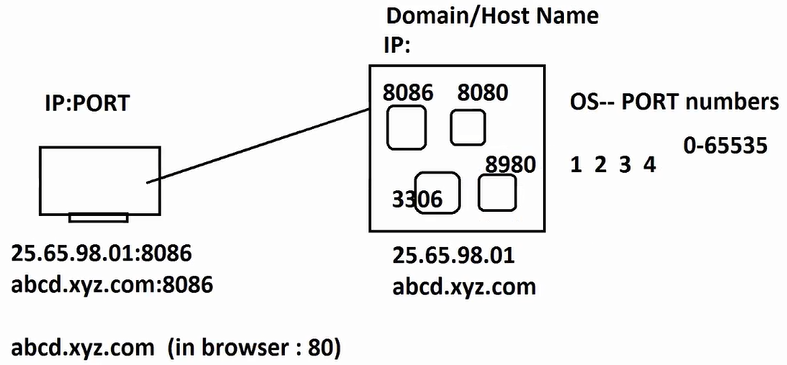 Domain/Host Name
IP:
IP:PORT
8086 8080
OS-- PORT numbers
0-65535
1 2 3 4
8980
3306
25.65.98.01:8086
abcd.xyz.com:8086
25.65.98.01
abcd.xyz.com
abcd.xyz.com (in browser : 80)